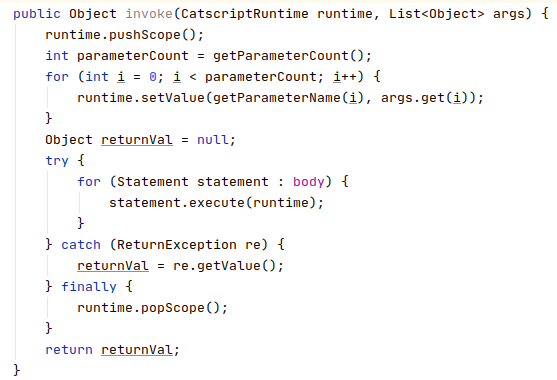 public Object invoke(CatscriptRuntime runtime, List<Object> args) {
    runtime.pushScope();
    int parameterCount = getParameterCount();
    for (int i = 0; i < parameterCount; i++) {
        runtime.setValue(getParameterName(i), args.get(i));
    }
    Object returnVal = null;
    try {
        for (Statement statement : body) {
            statement.execute(runtime);
        }
    } catch (ReturnException re) {
        returnVal = re.getValue();
    } finally {
        runtime.popScope();
    }
    return returnVal;
}